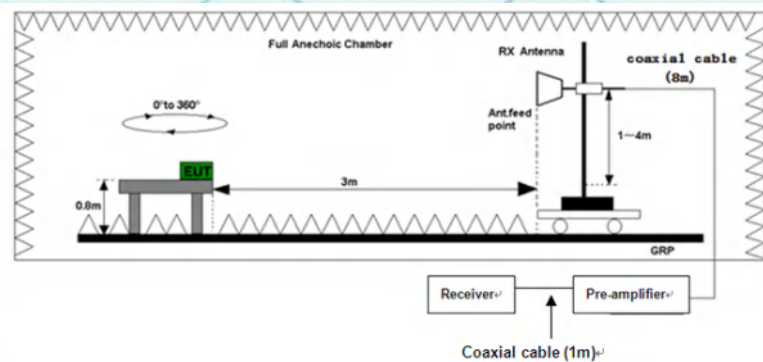 Full Anechoic Chamber
RX Antenna
coaxial cable
(8m)
0°to 360°
Ant.feed
point
1—4m
EUT
3m
0.8m
GRP
Receiver
Pre-amplifier
Coaxial cable (1m)